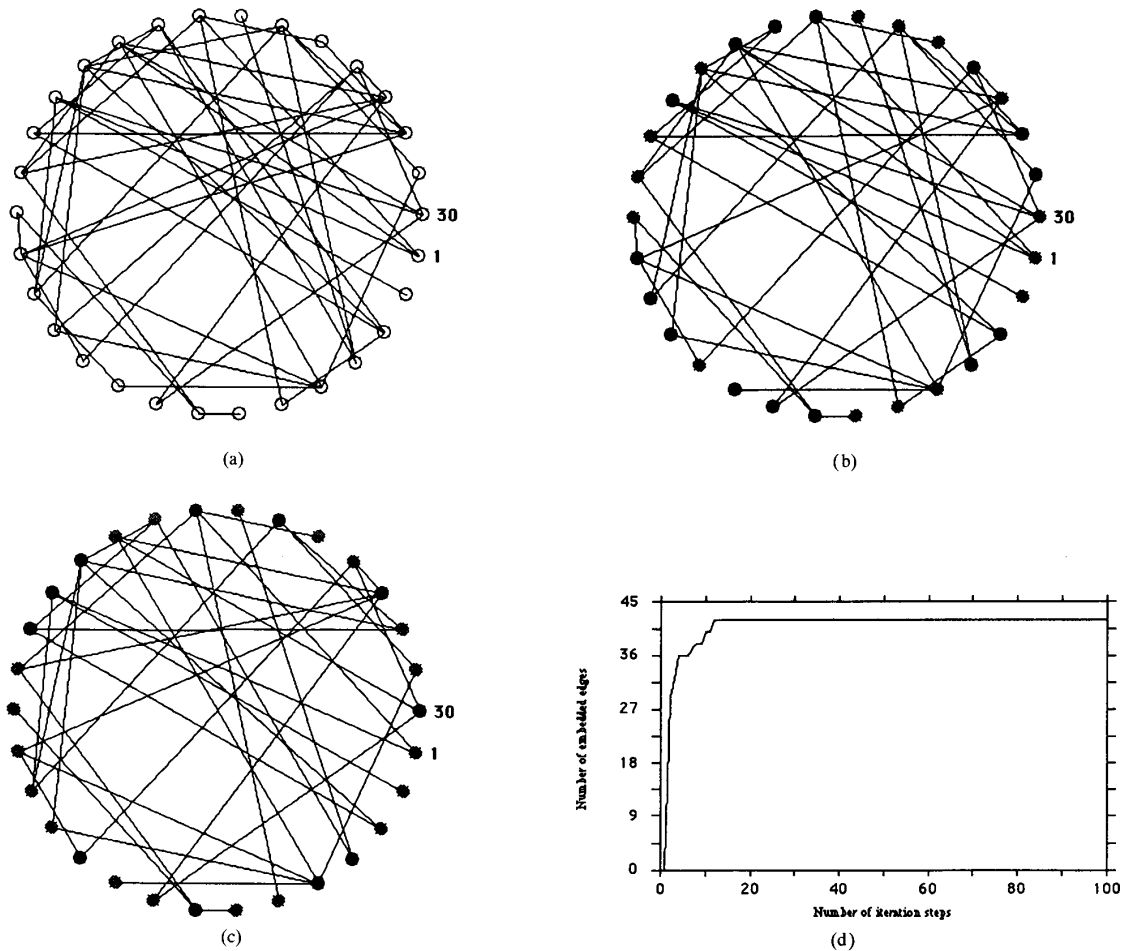 30
1
(a)
30
1
(b)
30
1
(c)
45
36
27
18
9
0
Number of embedded edges
0 20 40 60 80 100
Number of iteration steps
(d)